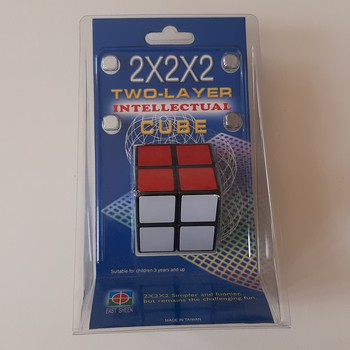 2X2X2
TWO-LAYER
INTELLECTUAL
CUBE
Suitable for children 3 years and up
2X2X2 Simpler and funnier,
but remains the challenging fun.
EAST SHEEN
MADE IN TAIWAN